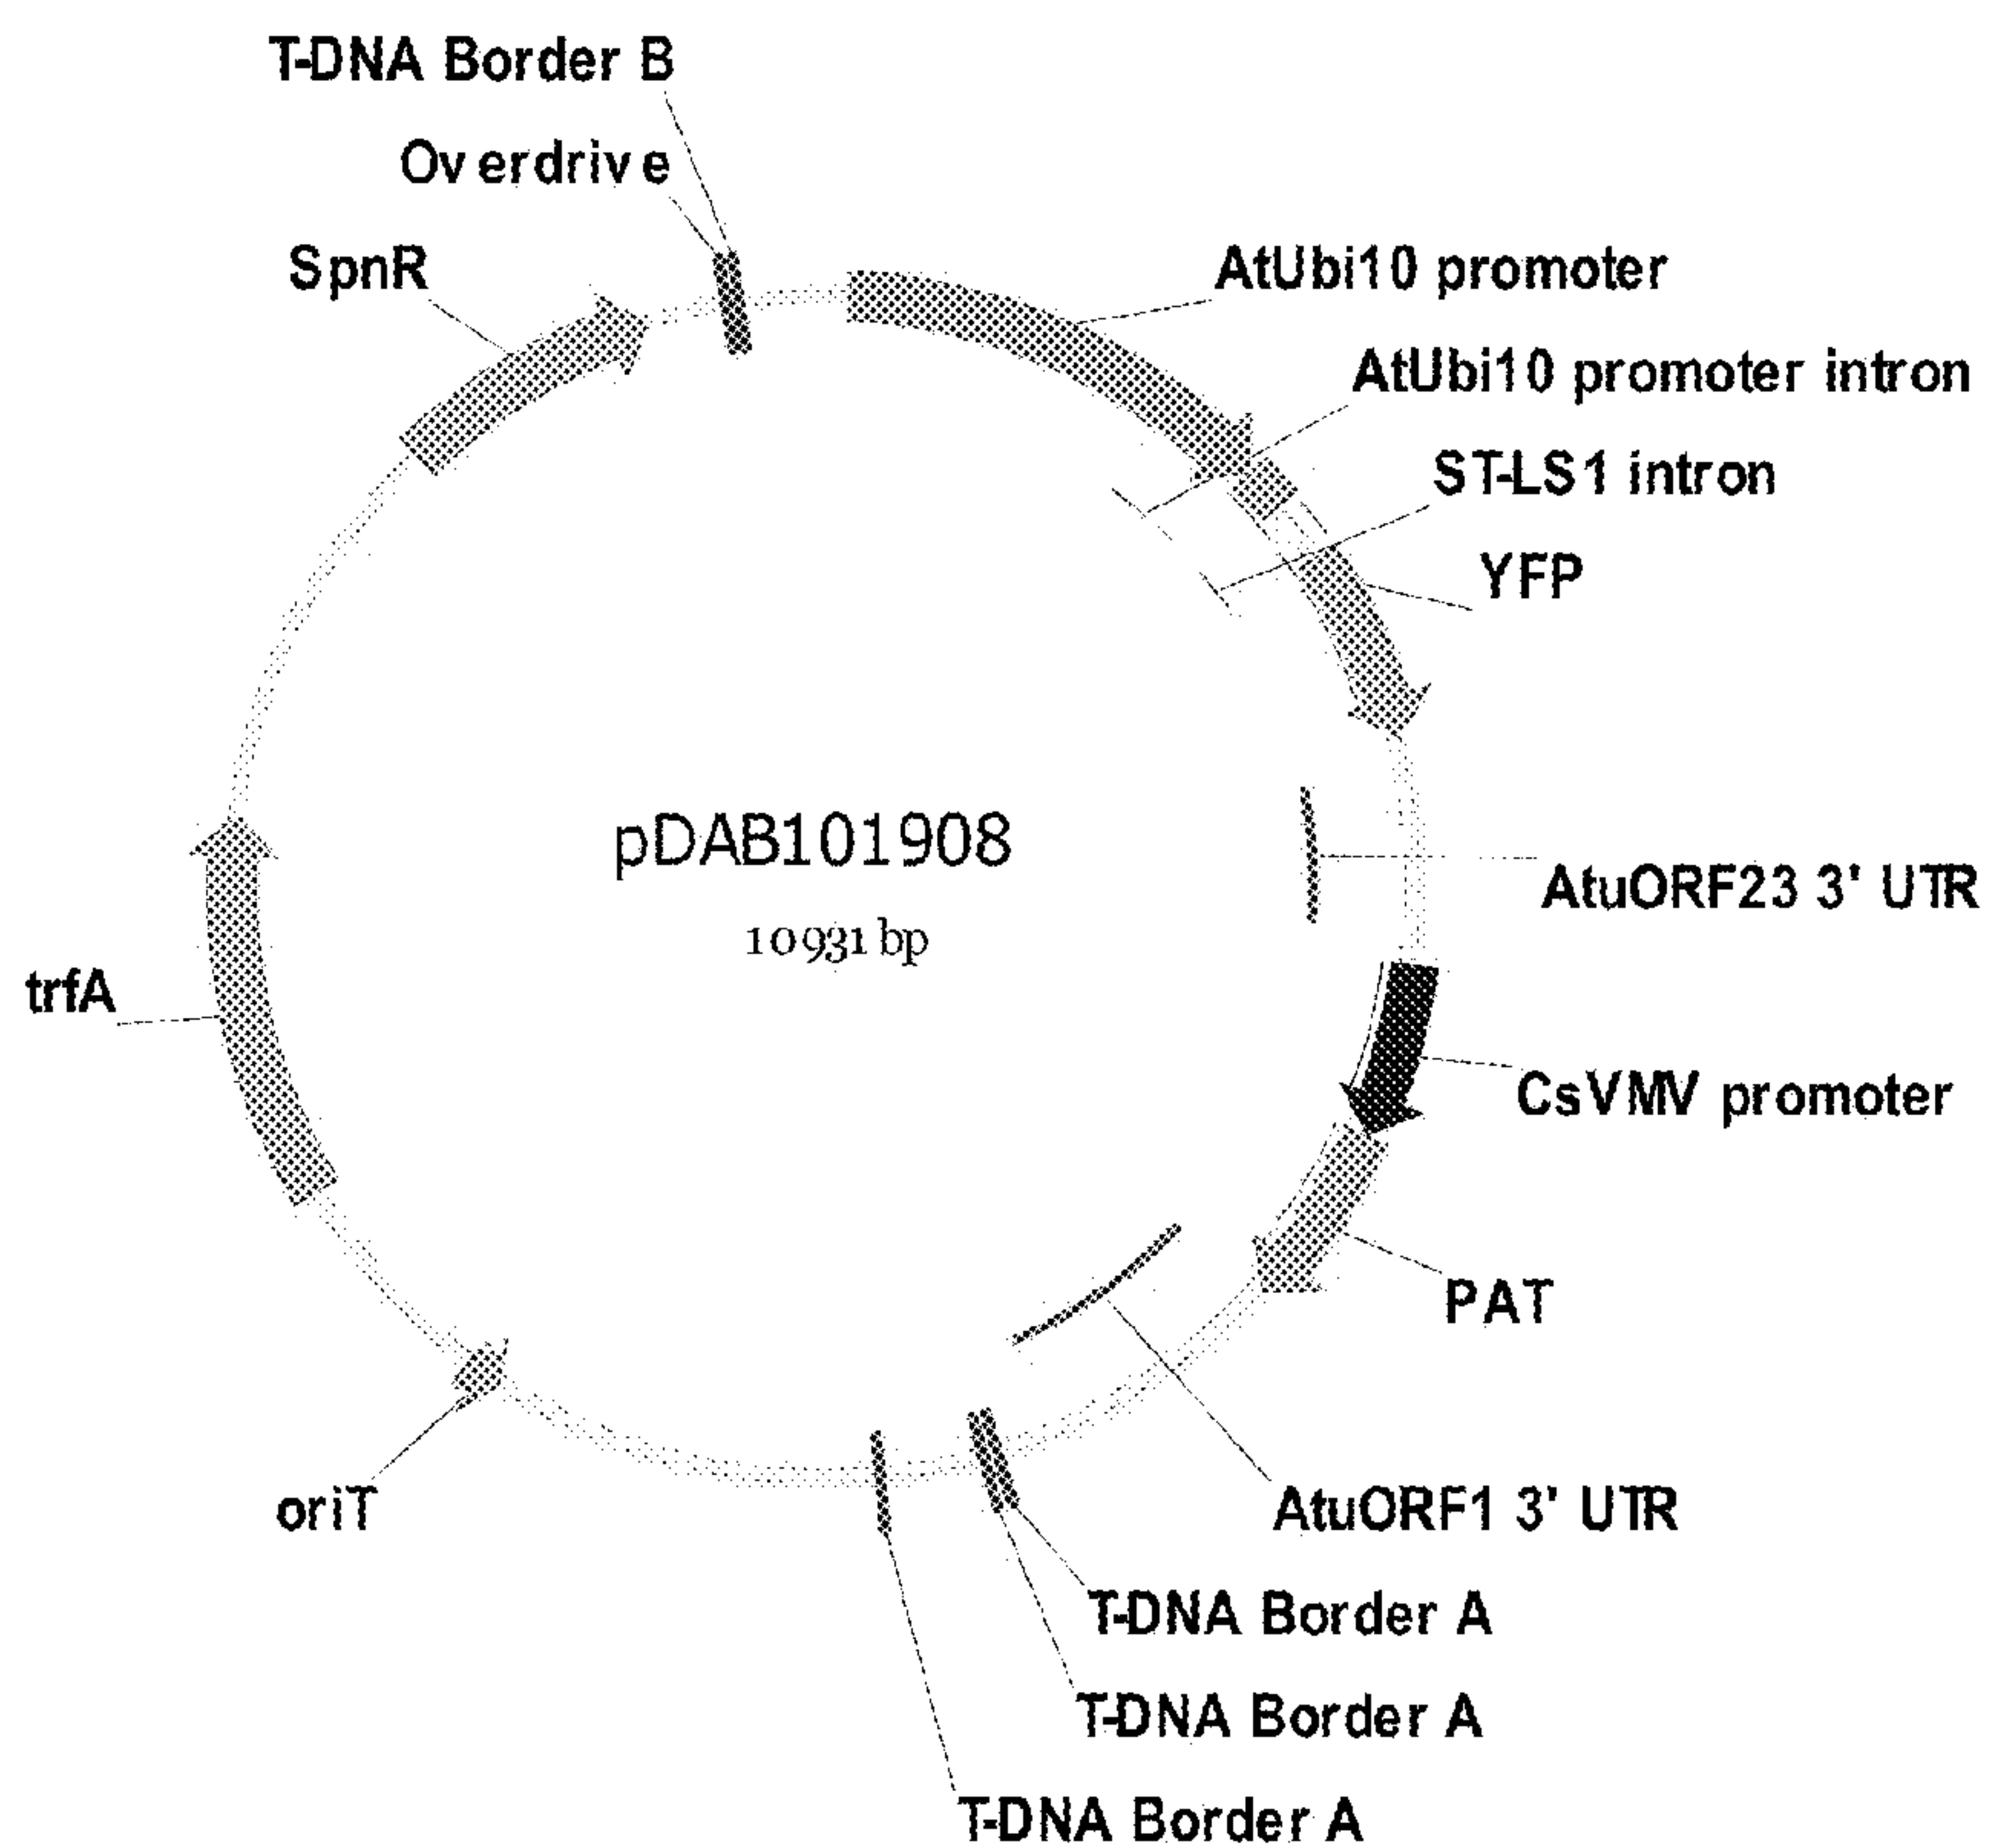 T-DNA Border B
Overdrive
SpnR
AtUbi10 promoter
AtUbi10 promoter intron
ST-LS1 intron
YFP
pDAB101908
10931 bp
AtuORF23 3' UTR
trfA
CsVMV promoter
PAT
oriT
AtuORF1 3' UTR
T-DNA Border A
T-DNA Border A
T-DNA Border A